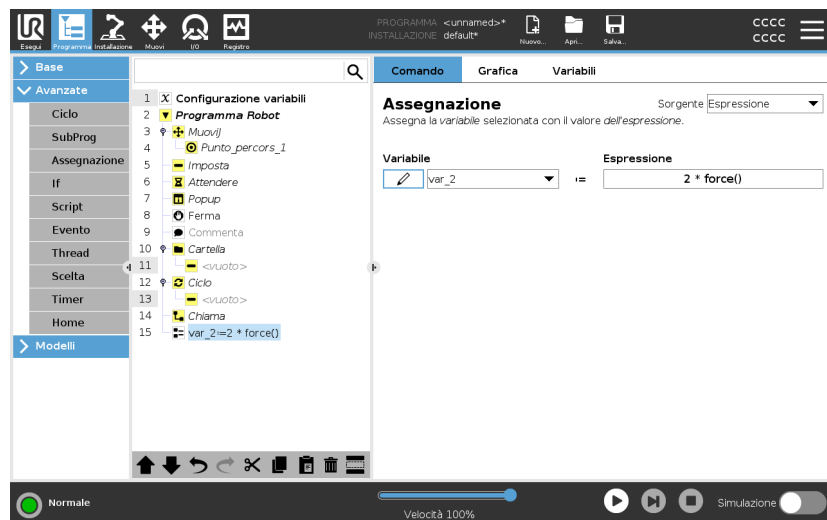 PROGRAMMA <unnamed>*
INSTALLAZIONE default*
cccc
cccc
Esegui Programma Installazione Muovi I/O Registro Nuovo... Apri... Salva...
Base
Avanzate
Ciclo
SubProg
Assegnazione
If
Script
Evento
Thread
Scelta
Timer
Home
Modelli
1 X Configurazione variabili
2 Programma Robot
3 MuoviJ
4 Punto_percors_1
5 Imposta
6 Attendere
7 Popup
8 Ferma
9 Commenta
10 Cartella
11 <vuoto>
12 Ciclo
13 <vuoto>
14 Chiama
15 var_2≔2 * force()
Comando Grafica Variabili
Assegnazione
Sorgente Espressione
Assegna la variabile selezionata con il valore dell'espressione.
Variabile Espressione
var_2 ≔ 2 * force()
Normale
Velocità 100%
Simulazione